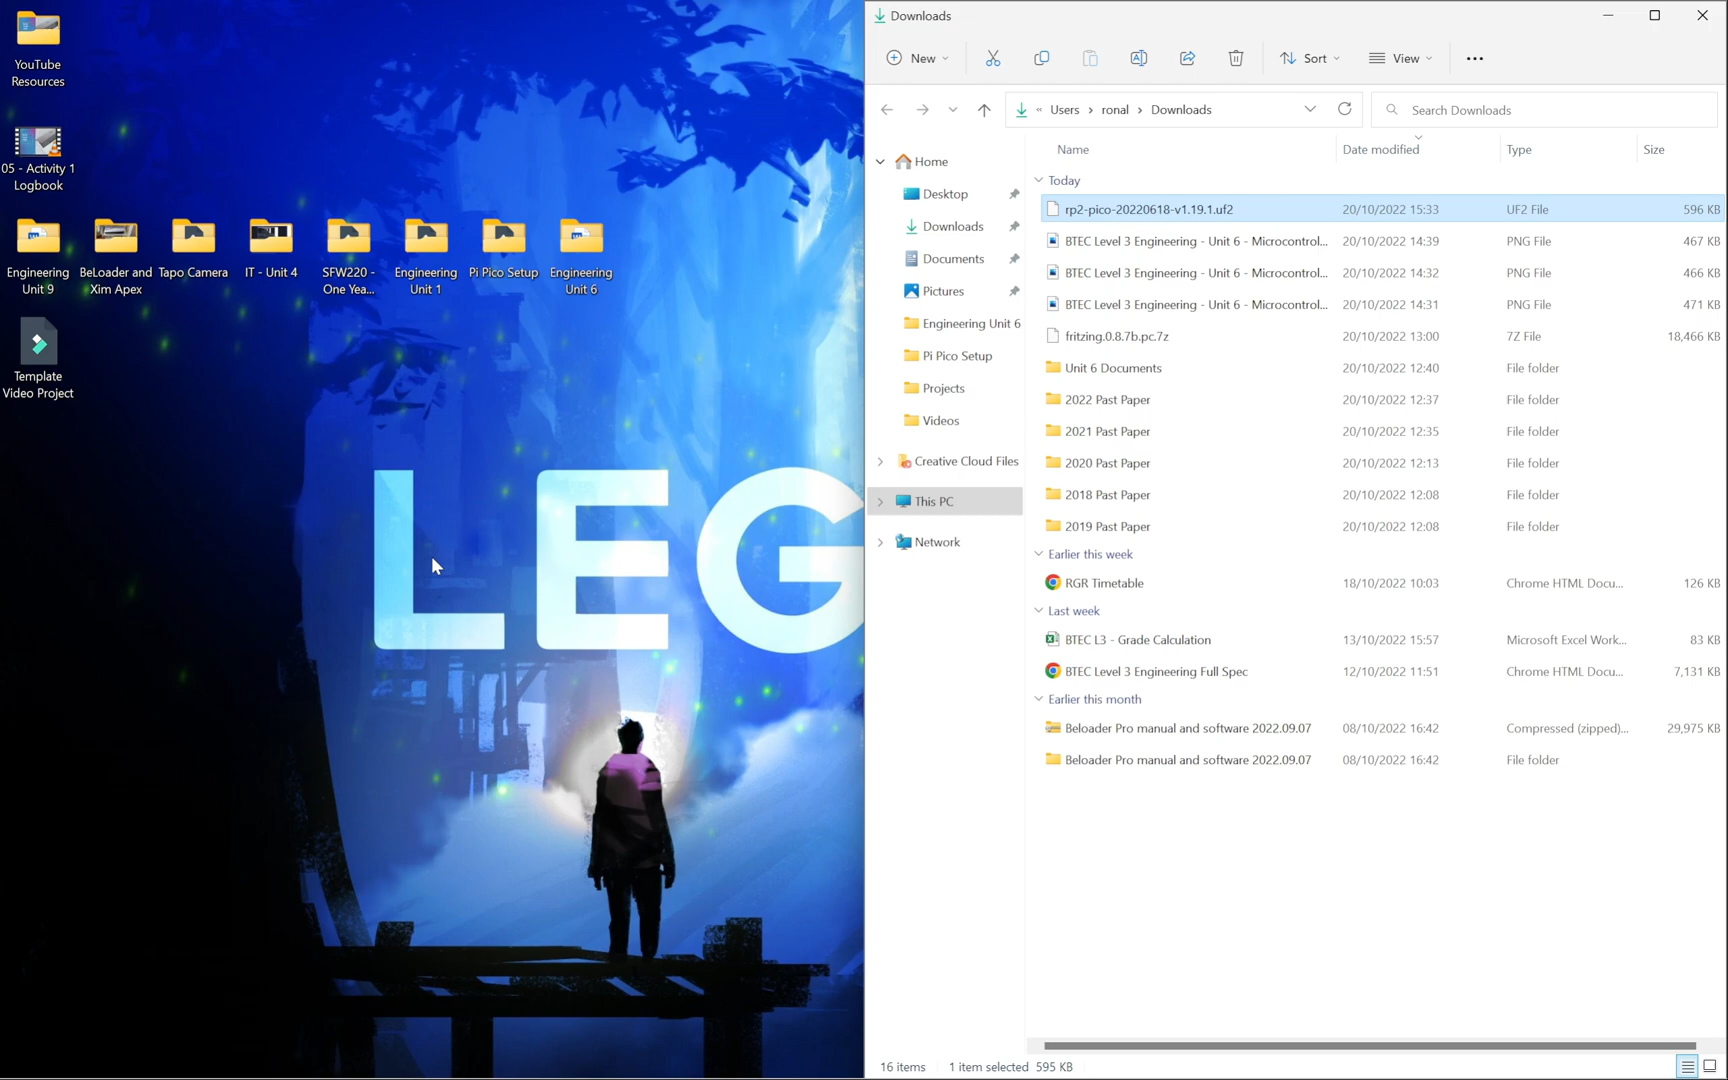 YouTube
Resources
05 - Activity 1
Logbook
Engineering
Unit 9
BeLoader and
Xim Apex
Tapo Camera
IT - Unit 4
SFW220 -
One Yea...
Engineering
Unit 1
Pi Pico Setup
Engineering
Unit 6
Template
Video Project
LEG
Downloads
New
Sort
View
« Users > ronal > Downloads
Search Downloads
Home
Desktop
Downloads
Documents
Pictures
Engineering Unit 6
Pi Pico Setup
Projects
Videos
Creative Cloud Files
This PC
Network
Name Date modified Type Size
Today
rp2-pico-20220618-v1.19.1.uf2 20/10/2022 15:33 UF2 File 596 KB
BTEC Level 3 Engineering - Unit 6 - Microcontrol... 20/10/2022 14:39 PNG File 467 KB
BTEC Level 3 Engineering - Unit 6 - Microcontrol... 20/10/2022 14:32 PNG File 466 KB
BTEC Level 3 Engineering - Unit 6 - Microcontrol... 20/10/2022 14:31 PNG File 471 KB
fritzing.0.8.7b.pc.7z 20/10/2022 13:00 7Z File 18,466 KB
Unit 6 Documents 20/10/2022 12:40 File folder
2022 Past Paper 20/10/2022 12:37 File folder
2021 Past Paper 20/10/2022 12:35 File folder
2020 Past Paper 20/10/2022 12:13 File folder
2018 Past Paper 20/10/2022 12:08 File folder
2019 Past Paper 20/10/2022 12:08 File folder
Earlier this week
RGR Timetable 18/10/2022 10:03 Chrome HTML Docu... 126 KB
Last week
BTEC L3 - Grade Calculation 13/10/2022 15:57 Microsoft Excel Work... 83 KB
BTEC Level 3 Engineering Full Spec 12/10/2022 11:51 Chrome HTML Docu... 7,131 KB
Earlier this month
Beloader Pro manual and software 2022.09.07 08/10/2022 16:42 Compressed (zipped)... 29,975 KB
Beloader Pro manual and software 2022.09.07 08/10/2022 16:42 File folder
16 items 1 item selected 595 KB